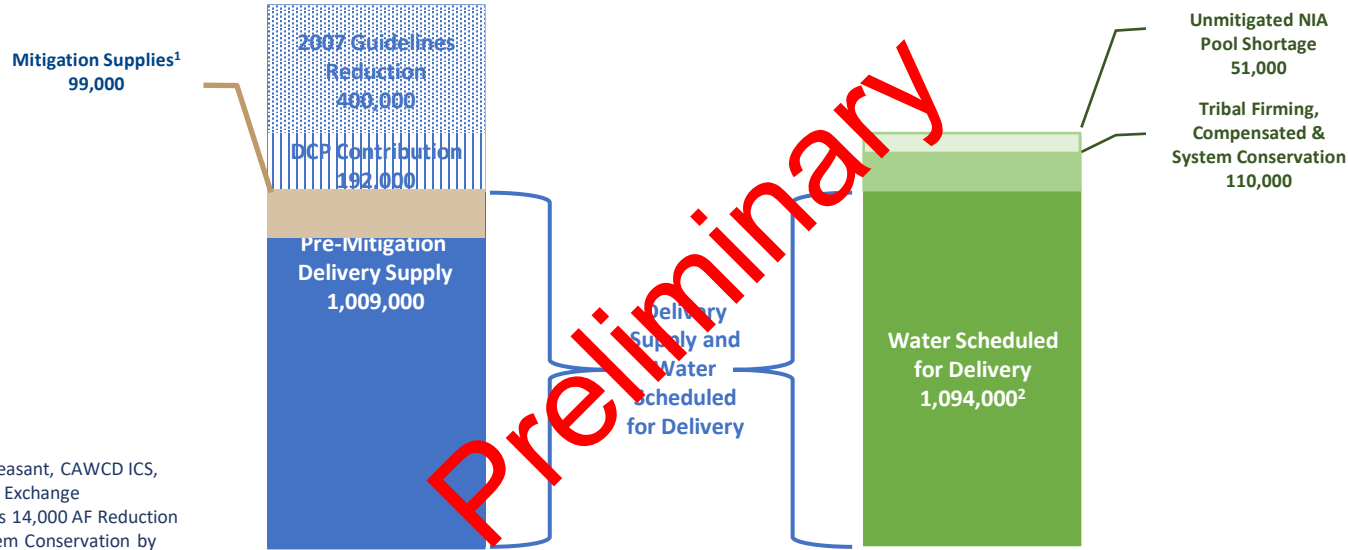 Mitigation Supplies1
99,000
2007 Guidelines
Reduction
400,000
DCP Contribution
192,000
Pre-Mitigation
Delivery Supply
1,009,000
Delivery
Supply and
Water
Scheduled
for Delivery
Water Scheduled
for Delivery
1,094,0002
Unmitigated NIA
Pool Shortage
51,000
Tribal Firming,
Compensated &
System Conservation
110,000
Preliminary
easant, CAWCD ICS,
Exchange
s 14,000 AF Reduction
em Conservation by